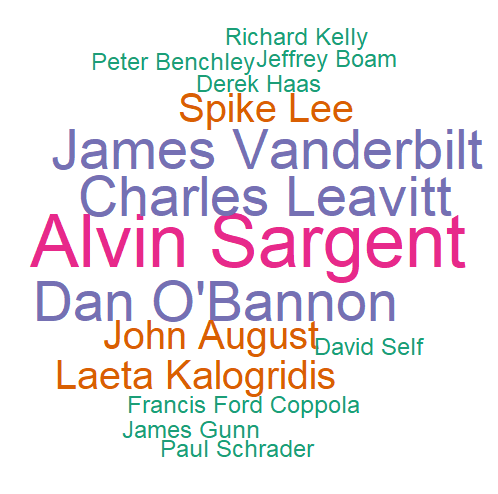 Richard Kelly
Peter Benchley
Jeffrey Boam
Derek Haas
Spike Lee
James Vanderbilt
Charles Leavitt
Alvin Sargent
Dan O'Bannon
John August
David Self
Laeta Kalogridis
Francis Ford Coppola
James Gunn
Paul Schrader